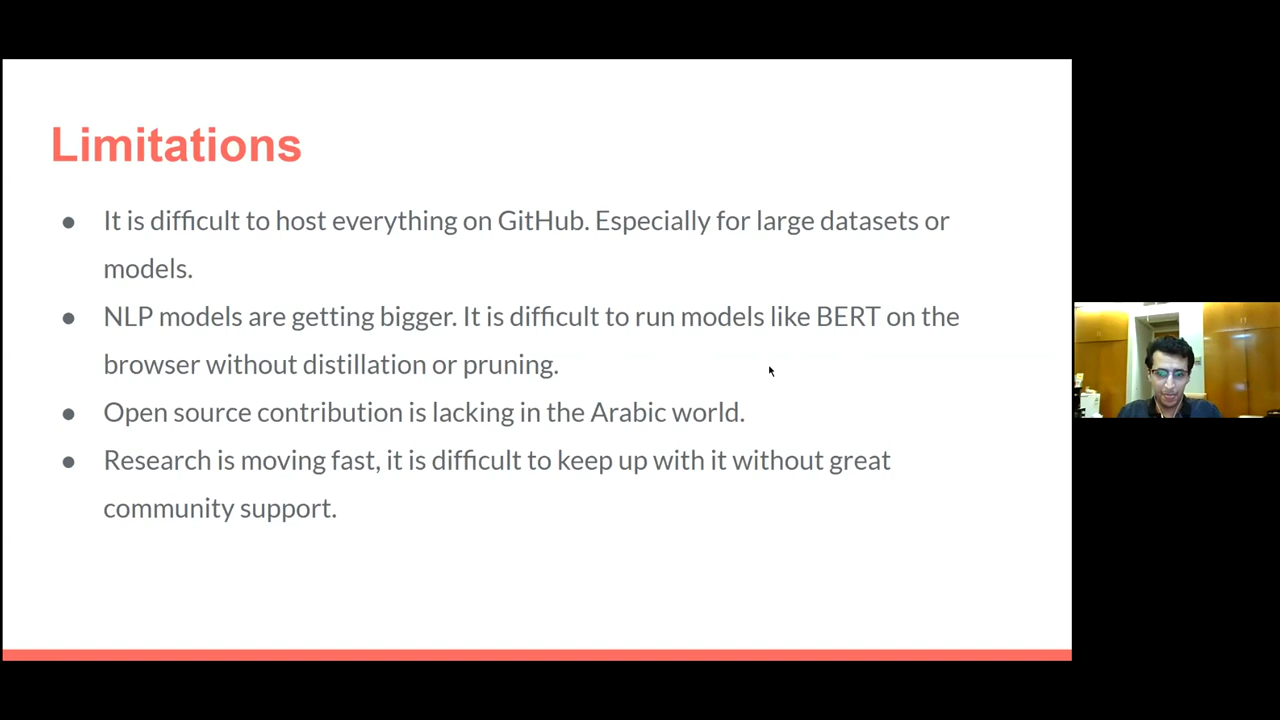 Limitations
● It is difficult to host everything on GitHub. Especially for large datasets or
models.
● NLP models are getting bigger. It is difficult to run models like BERT on the
browser without distillation or pruning.
● Open source contribution is lacking in the Arabic world.
● Research is moving fast, it is difficult to keep up with it without great
community support.